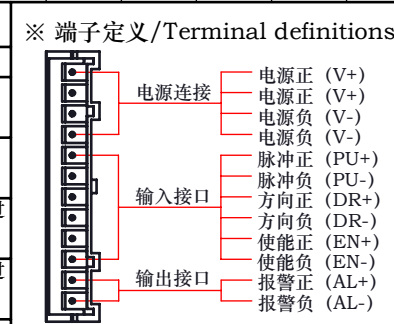 ※ 端子定义/Terminal definitions
电源连接
电源正 (V+)
电源正 (V+)
电源负 (V-)
电源负 (V-)
输入接口
脉冲正 (PU+)
脉冲负 (PU-)
方向正 (DR+)
方向负 (DR-)
使能正 (EN+)
使能负 (EN-)
输出接口
报警正 (AL+)
报警负 (AL-)
过
过